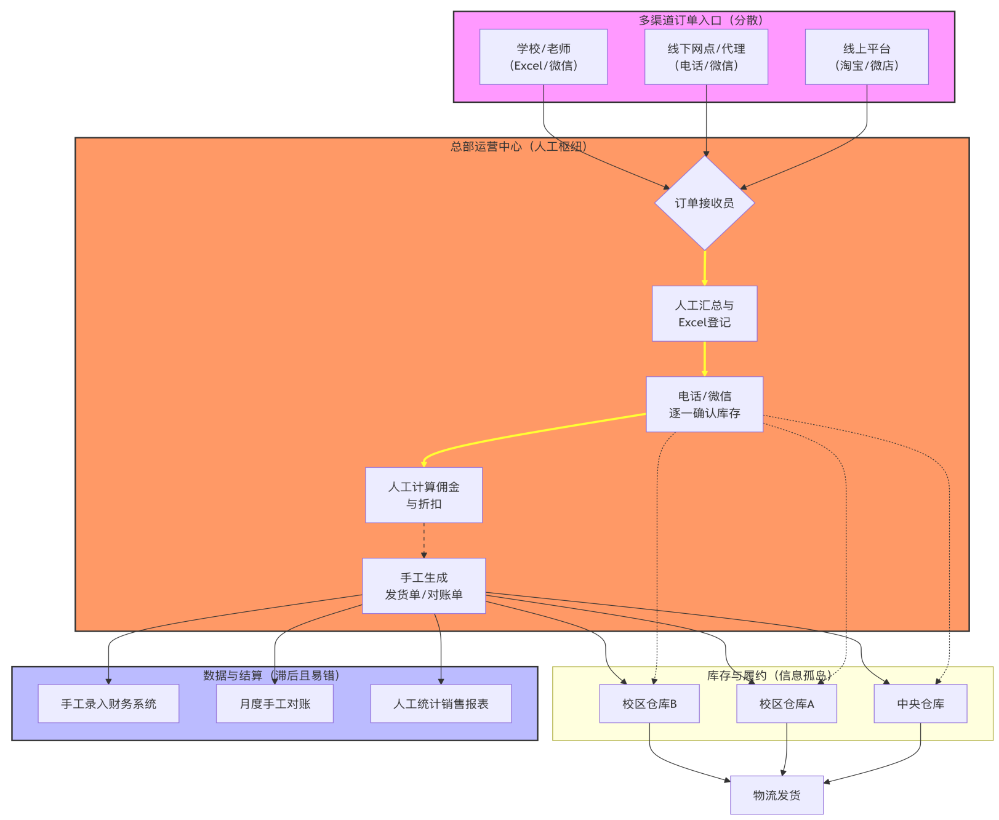 多渠道订单入口（分散）
学校/老师
（Excel/微信）
线下网点/代理
（电话/微信）
线上平台
（淘宝/微店）
总部运营中心（人工枢纽）
订单接收员
人工汇总与
Excel登记
电话/微信
逐一确认库存
人工计算佣金
与折扣
手工生成
发货单/对账单
数据与结算（滞后且易错）
手工录入财务系统
月度手工对账
人工统计销售报表
库存与履约（信息孤岛）
校区仓库B
校区仓库A
中央仓库
物流发货